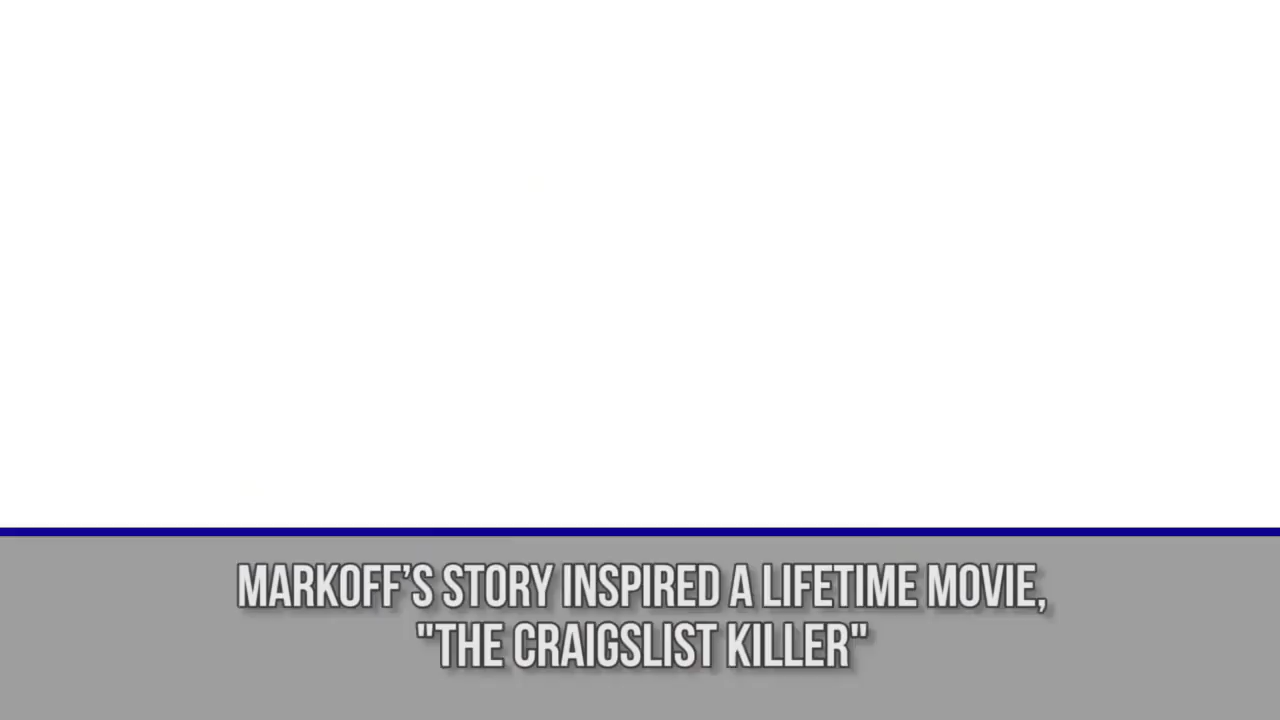 MARKOFF’S STORY INSPIRED A LIFETIME MOVIE,
"THE CRAIGSLIST KILLER"